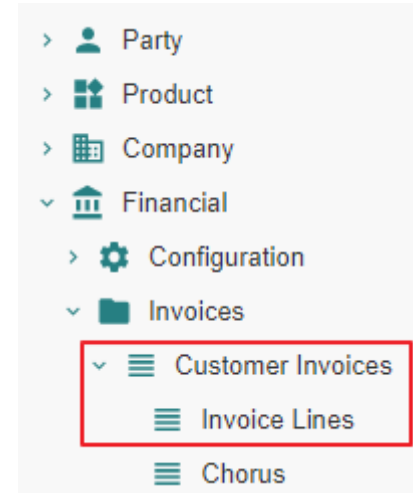 Party
Product
Company
Financial
Configuration
Invoices
Customer Invoices
Invoice Lines
Chorus